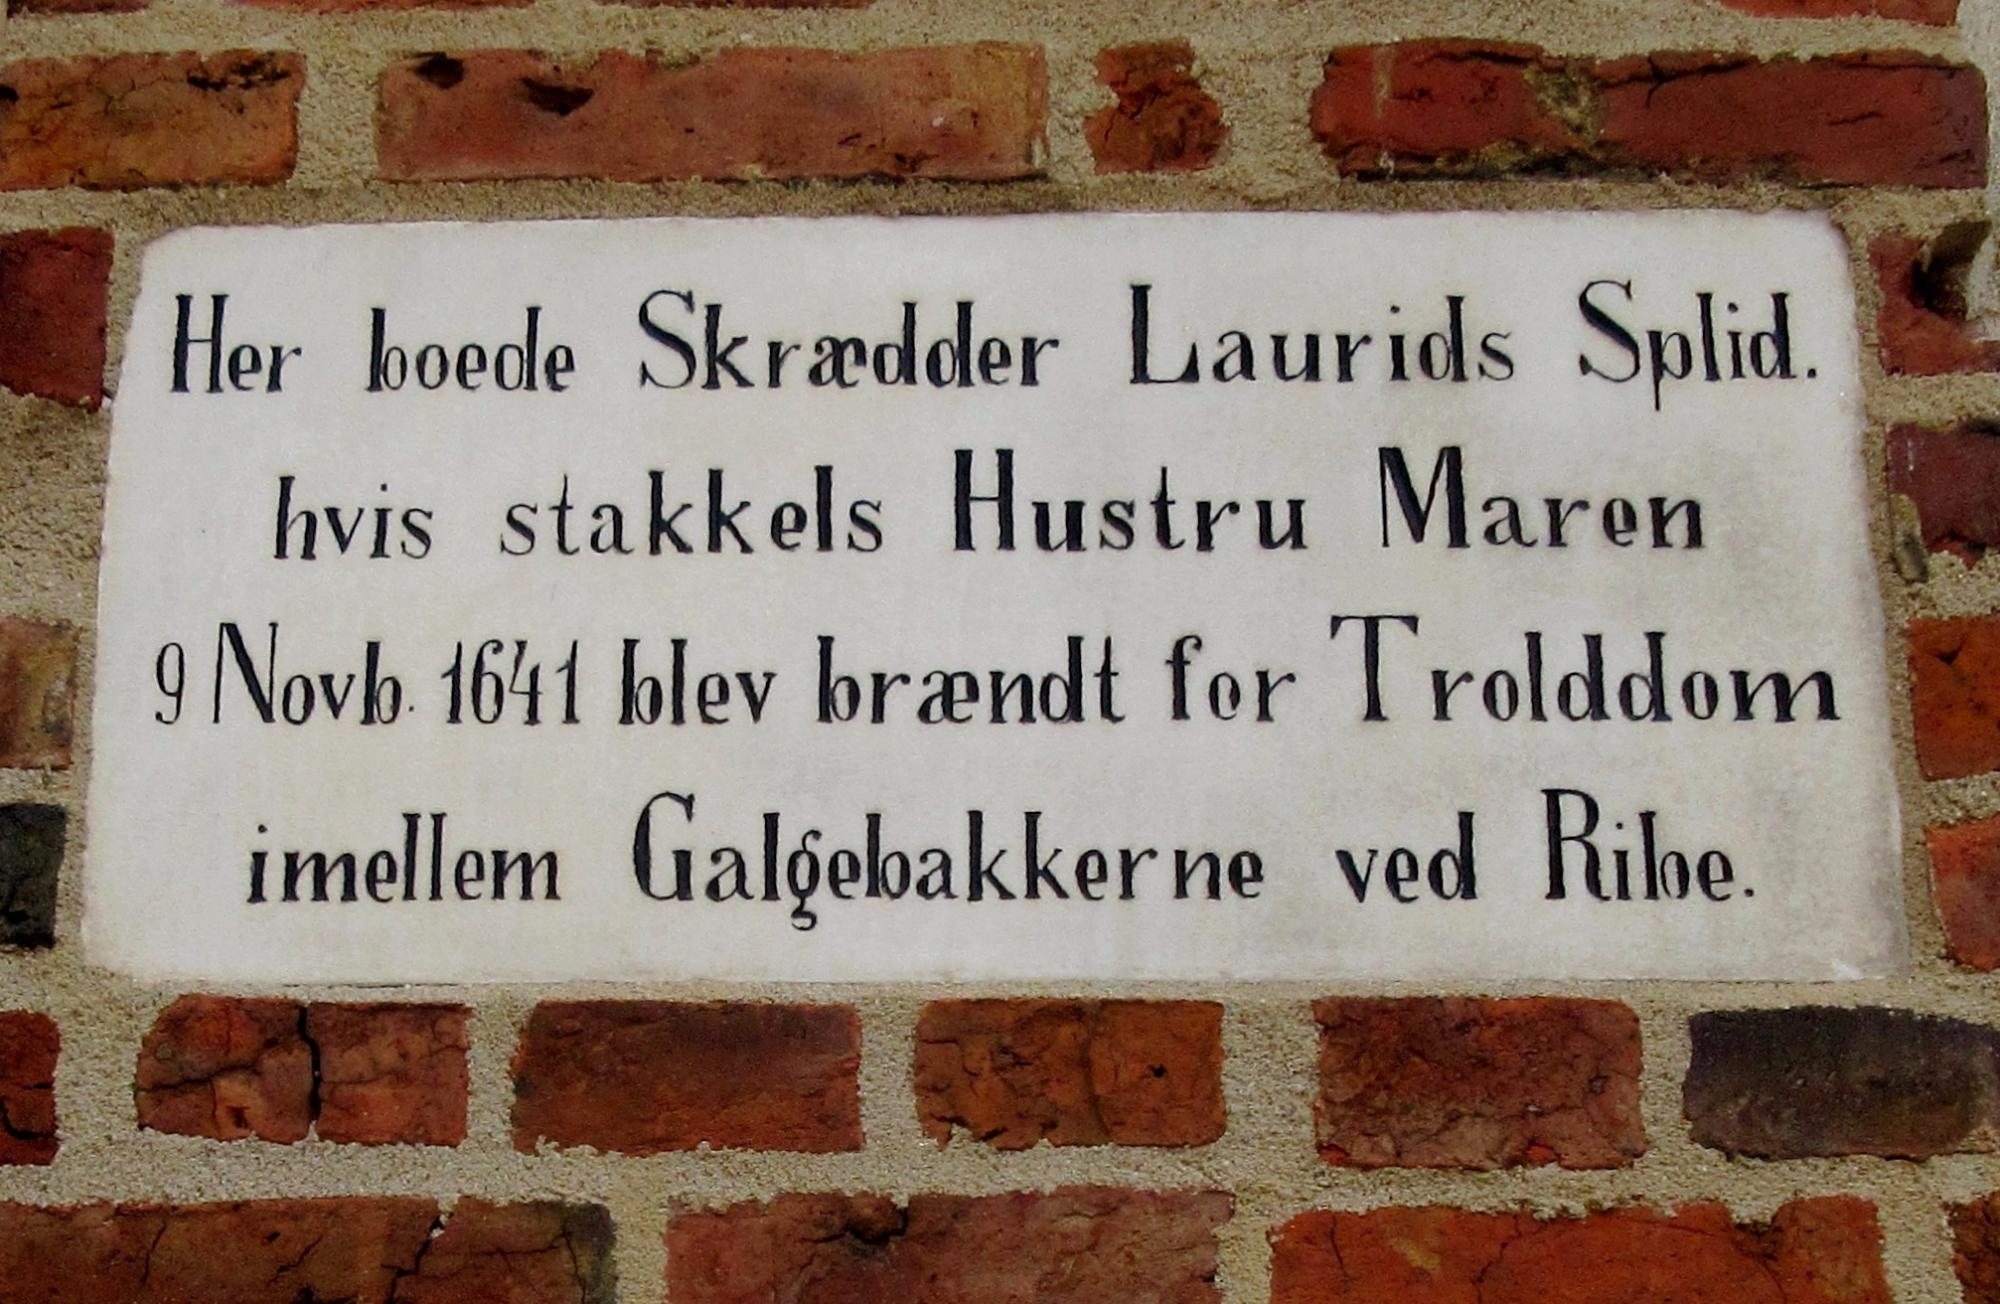 Her boede Skrædder Laurids Splid.
hvis stakkels Hustru Maren
9 Novb. 1641 blev brændt for Trolddom
imellem Galgebakkerne ved Ribe.